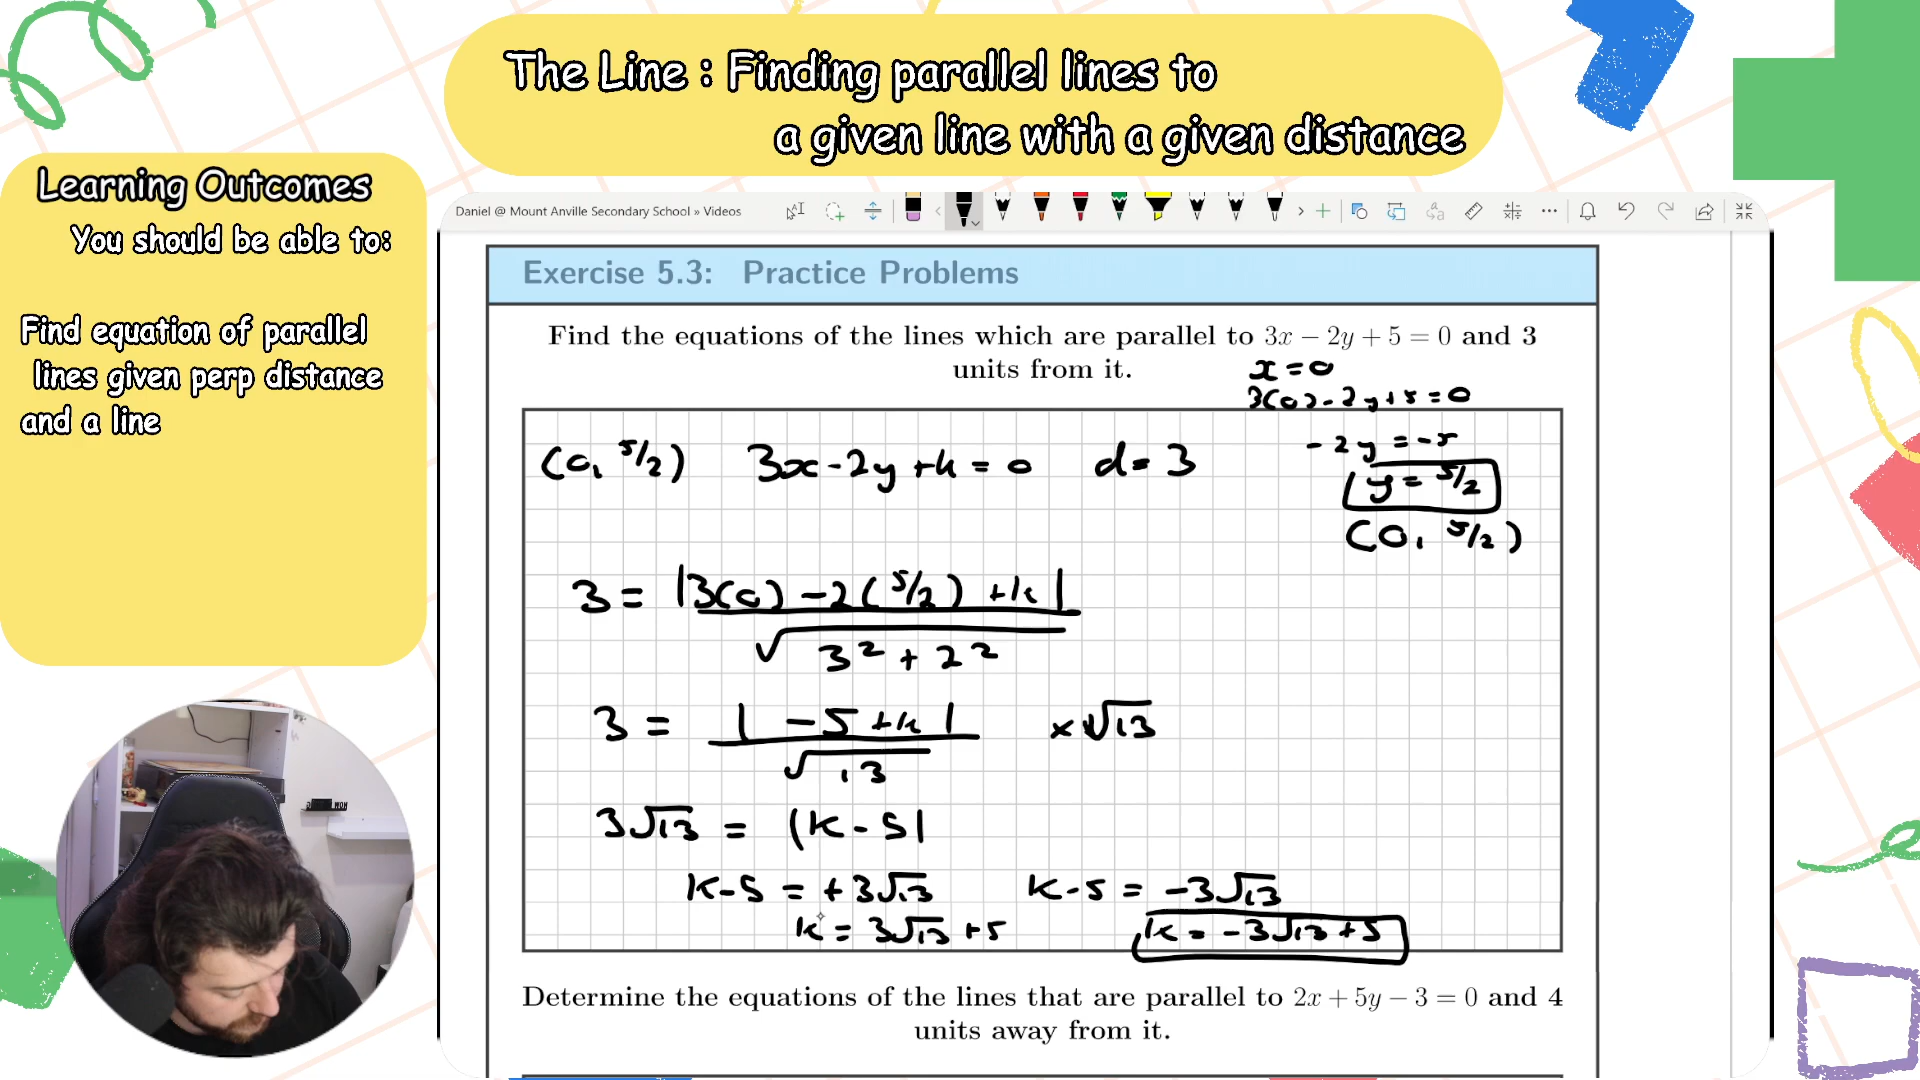 The Line : Finding parallel lines to
a given line with a given distance
Learning Outcomes
You should be able to:
Find equation of parallel
lines given perp distance
and a line
Daniel @ Mount Anville Secondary School » Videos
Exercise 5.3: Practice Problems
Find the equations of the lines which are parallel to 3x − 2y + 5 = 0 and 3
units from it.
x = 0
3(0) - 2y + 5 = 0
- 2y = -5
y = 5/2
(0, 5/2)
(0, 5/2) 3x - 2y + k = 0 d = 3
3 = |3(0) - 2(5/2) + k|
√3² + 2²
3 = | - 5 + k | × √13
√13
3√13 = |k - 5|
k - 5 = + 3√13 k - 5 = - 3√13
k = 3√13 + 5 k = - 3√13 + 5
Determine the equations of the lines that are parallel to 2x + 5y − 3 = 0 and 4
units away from it.